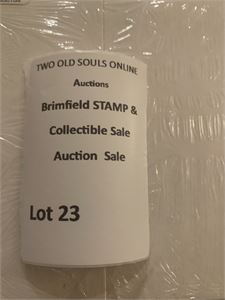 TWO OLD SOULS ONLINE
Auctions
Brimfield STAMP &
Collectible Sale
Auction Sale
Lot 23